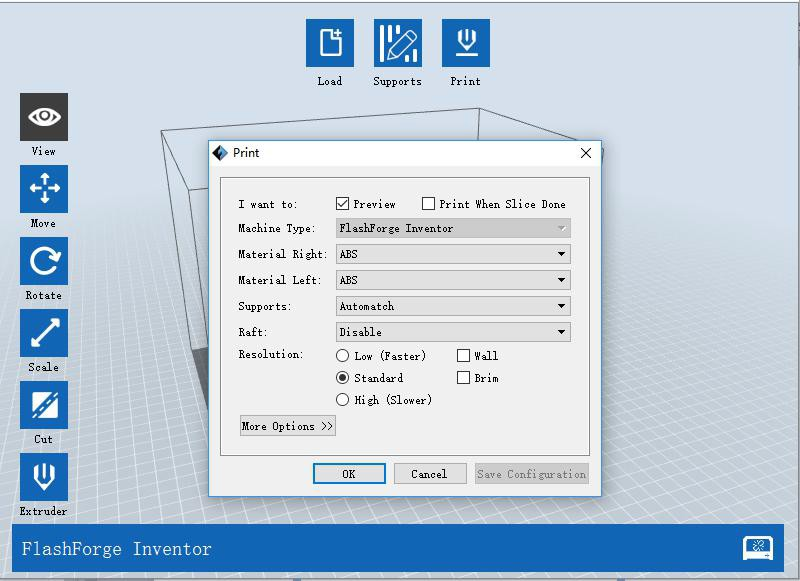 Load Supports Print
View
Move
Rotate
Scale
Cut
Extruder
Print
I want to: Preview Print When Slice Done
Machine Type: FlashForge Inventor
Material Right: ABS
Material Left: ABS
Supports: Automatch
Raft: Disable
Resolution: Low (Faster) Wall
Standard Brim
High (Slower)
More Options >>
OK Cancel Save Configuration
FlashForge Inventor